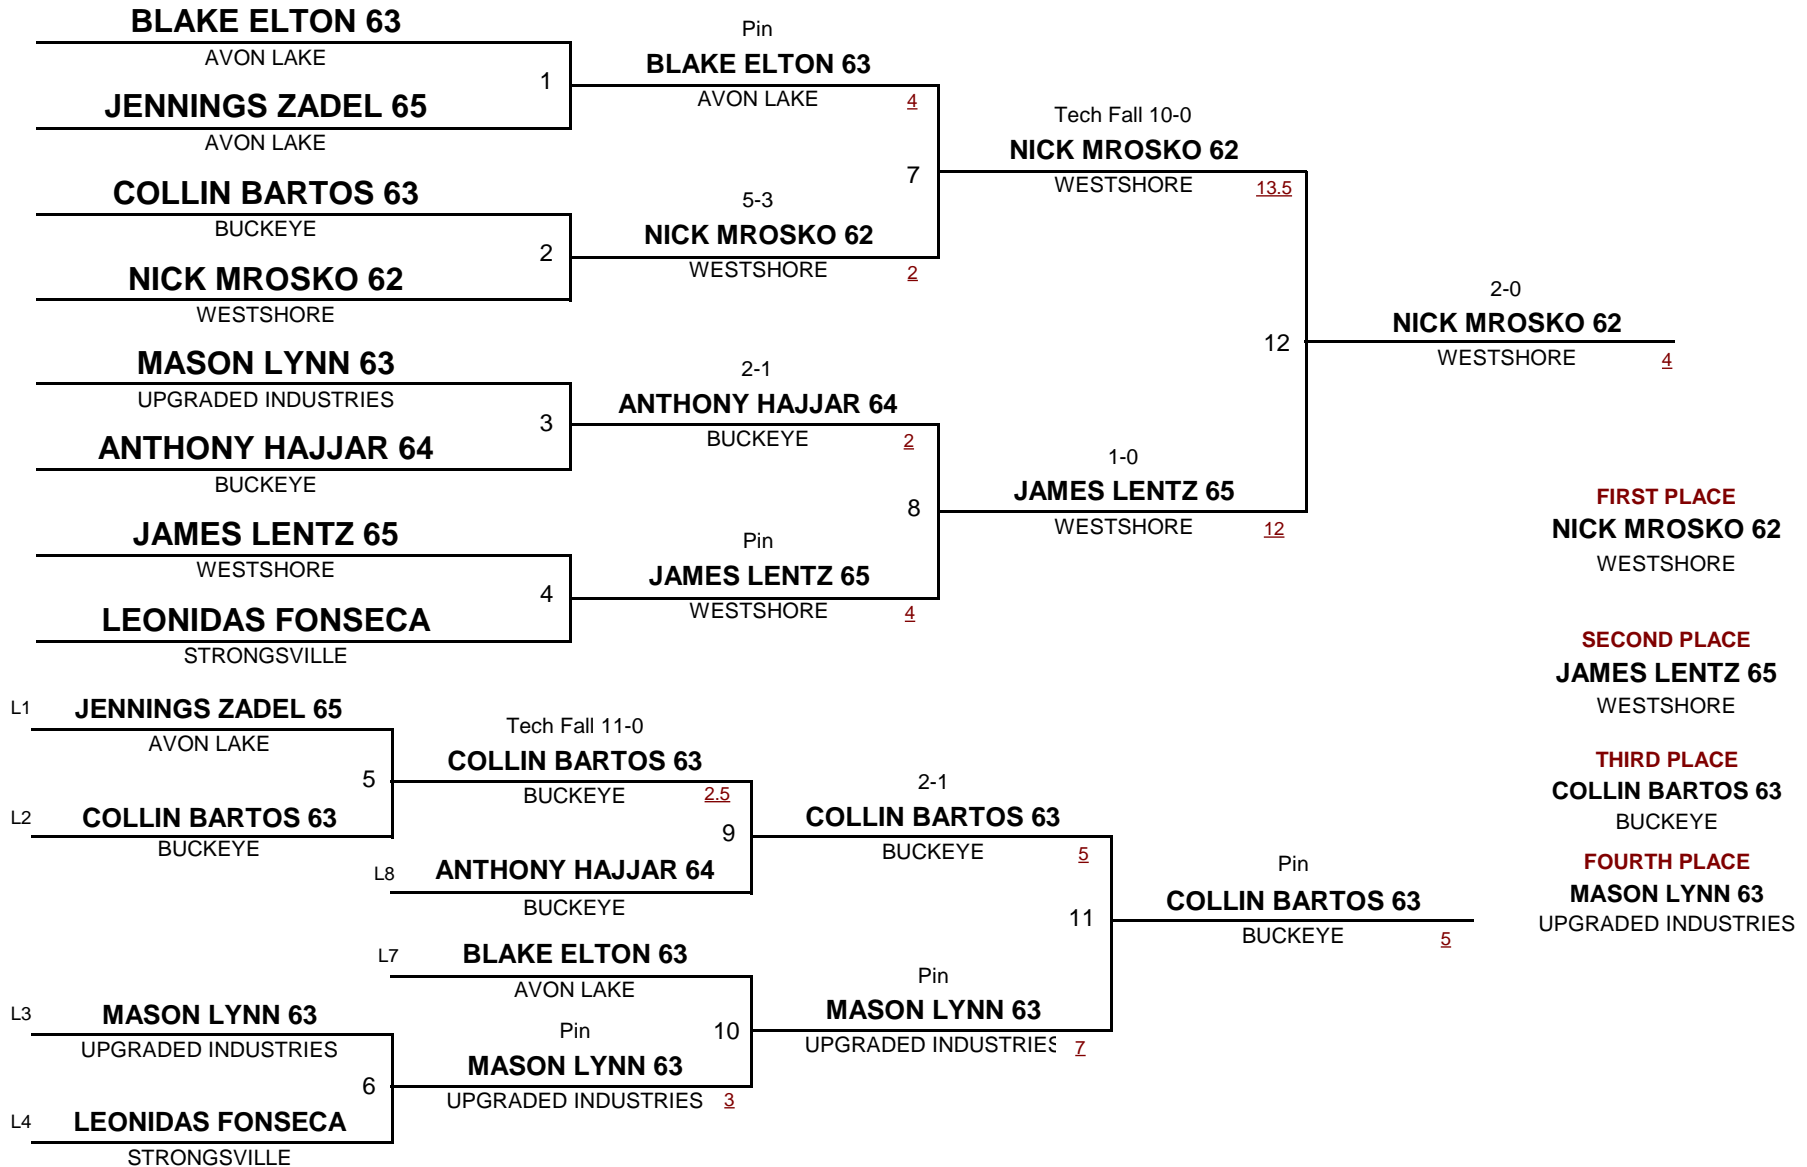 BLAKE ELTON 63
AVON LAKE
1
JENNINGS ZADEL 65
AVON LAKE
COLLIN BARTOS 63
BUCKEYE
2
NICK MROSKO 62
WESTSHORE
MASON LYNN 63
UPGRADED INDUSTRIES
3
ANTHONY HAJJAR 64
BUCKEYE
JAMES LENTZ 65
WESTSHORE
4
LEONIDAS FONSECA
STRONGSVILLE
Pin
BLAKE ELTON 63
AVON LAKE 4
7
5-3
NICK MROSKO 62
WESTSHORE 2
2-1
ANTHONY HAJJAR 64
BUCKEYE 2
8
Pin
JAMES LENTZ 65
WESTSHORE 4
Tech Fall 10-0
NICK MROSKO 62
WESTSHORE 13.5
12
1-0
JAMES LENTZ 65
WESTSHORE 12
2-0
NICK MROSKO 62
WESTSHORE 4
FIRST PLACE
NICK MROSKO 62
WESTSHORE
SECOND PLACE
JAMES LENTZ 65
WESTSHORE
THIRD PLACE
COLLIN BARTOS 63
BUCKEYE
FOURTH PLACE
MASON LYNN 63
UPGRADED INDUSTRIES
L1 JENNINGS ZADEL 65
AVON LAKE
5
L2 COLLIN BARTOS 63
BUCKEYE
Tech Fall 11-0
COLLIN BARTOS 63
BUCKEYE 2.5
9
L8 ANTHONY HAJJAR 64
BUCKEYE
L7 BLAKE ELTON 63
AVON LAKE
L3 MASON LYNN 63
UPGRADED INDUSTRIES
6
L4 LEONIDAS FONSECA
STRONGSVILLE
Pin
10
MASON LYNN 63
UPGRADED INDUSTRIES 3
2-1
COLLIN BARTOS 63
BUCKEYE 5
11
Pin
MASON LYNN 63
UPGRADED INDUSTRIES 7
Pin
COLLIN BARTOS 63
BUCKEYE 5